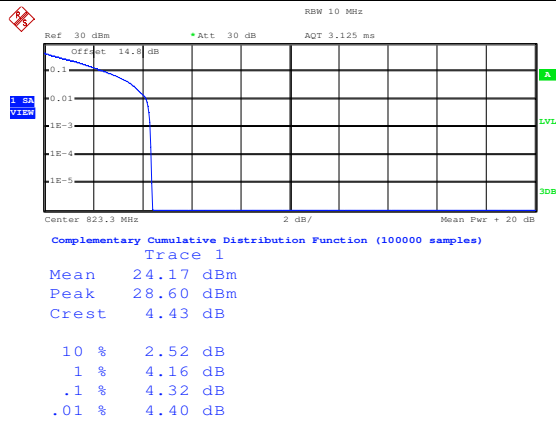 RBW 10 MHz
Ref 30 dBm *Att 30 dB AQT 3.125 ms
Offset 14.8 dB
0.1
A
0.01
1 SA
VIEW
1E-3
LVL
1E-4
1E-5
3DB
Center 823.3 MHz 2 dB/ Mean Pwr + 20 dB
Complementary Cumulative Distribution Function (100000 samples)
Trace 1
Mean 24.17 dBm
Peak 28.60 dBm
Crest 4.43 dB
10 % 2.52 dB
1 % 4.16 dB
.1 % 4.32 dB
.01 % 4.40 dB